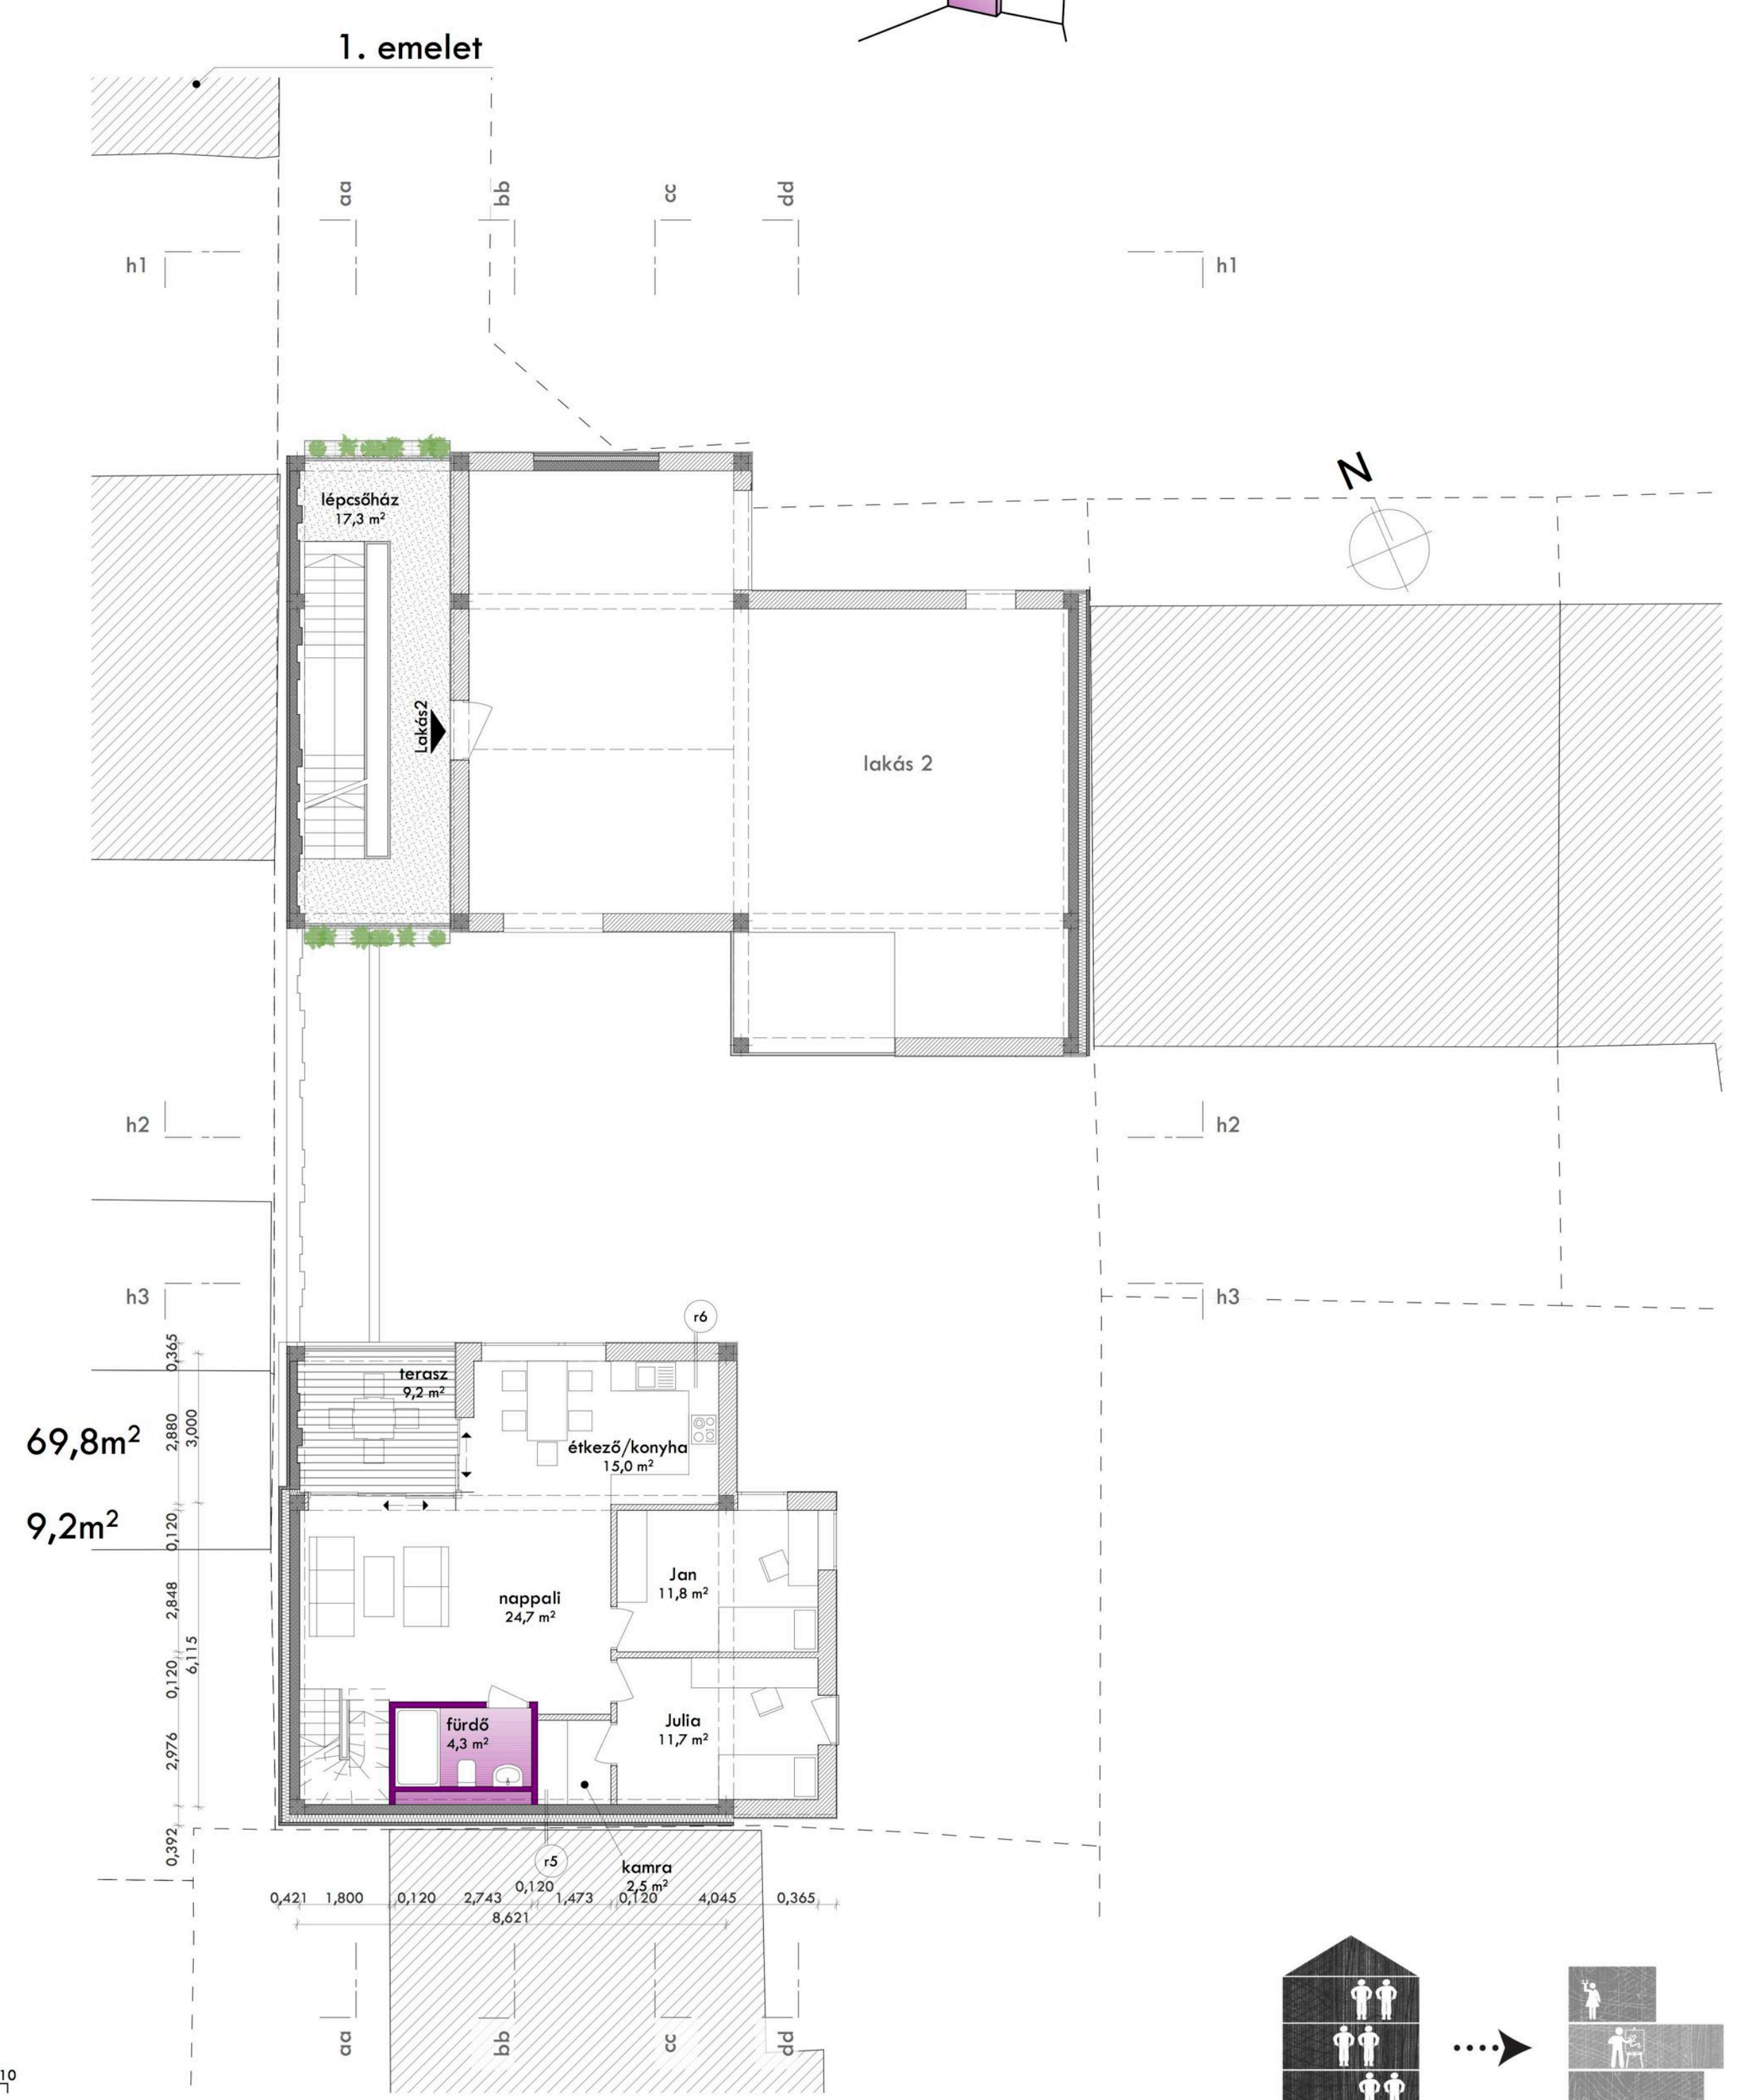 1. emelet
aa
bb
cc
dd
h1
h1
N
lépcsőház
17,3 m²
Lakás2
lakás 2
h2
h2
h3
h3
r6
terasz
9,2 m²
étkező/konyha
15,0 m²
69,8m²
9,2m²
0,365
2,880
3,000
0,120
2,848
6,115
0,120
2,976
0,392
Jan
11,8 m²
nappali
24,7 m²
fürdő
4,3 m²
Julia
11,7 m²
r5
kamra
2,5 m²
0,421 1,800 0,120 2,743 0,120 1,473 0,120 4,045 0,365
8,621
aa
bb
cc
dd
10